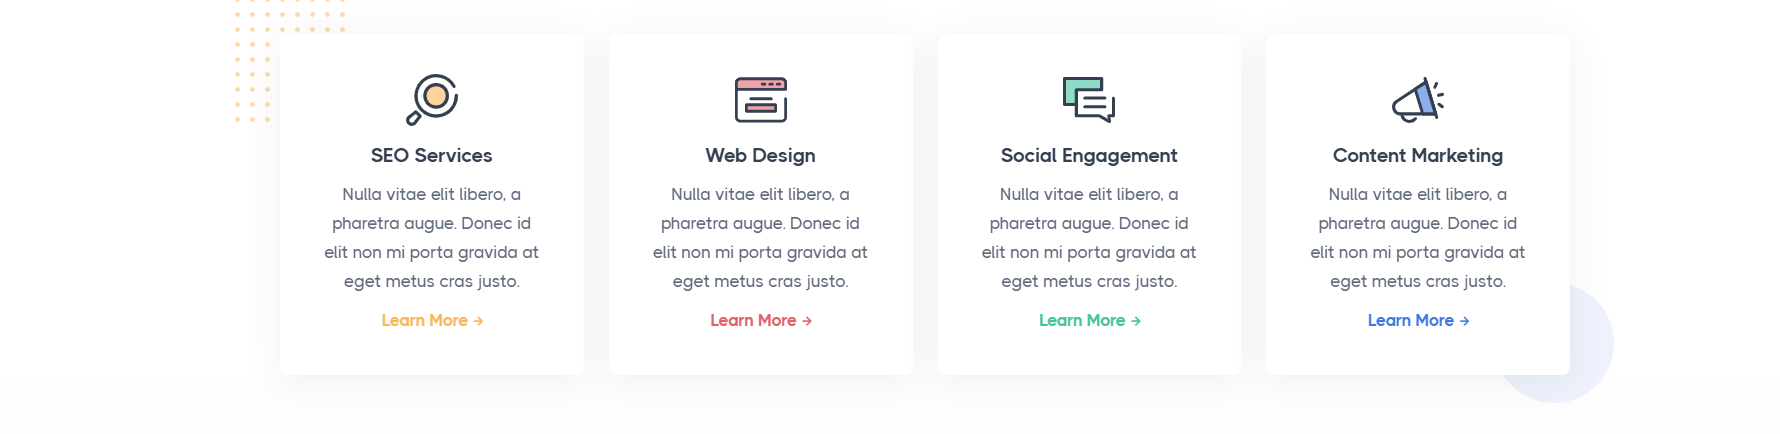 SEO Services
Nulla vitae elit libero, a
pharetra augue. Donec id
elit non mi porta gravida at
eget metus cras justo.
Learn More →
Web Design
Nulla vitae elit libero, a
pharetra augue. Donec id
elit non mi porta gravida at
eget metus cras justo.
Learn More →
Social Engagement
Nulla vitae elit libero, a
pharetra augue. Donec id
elit non mi porta gravida at
eget metus cras justo.
Learn More →
Content Marketing
Nulla vitae elit libero, a
pharetra augue. Donec id
elit non mi porta gravida at
eget metus cras justo.
Learn More →